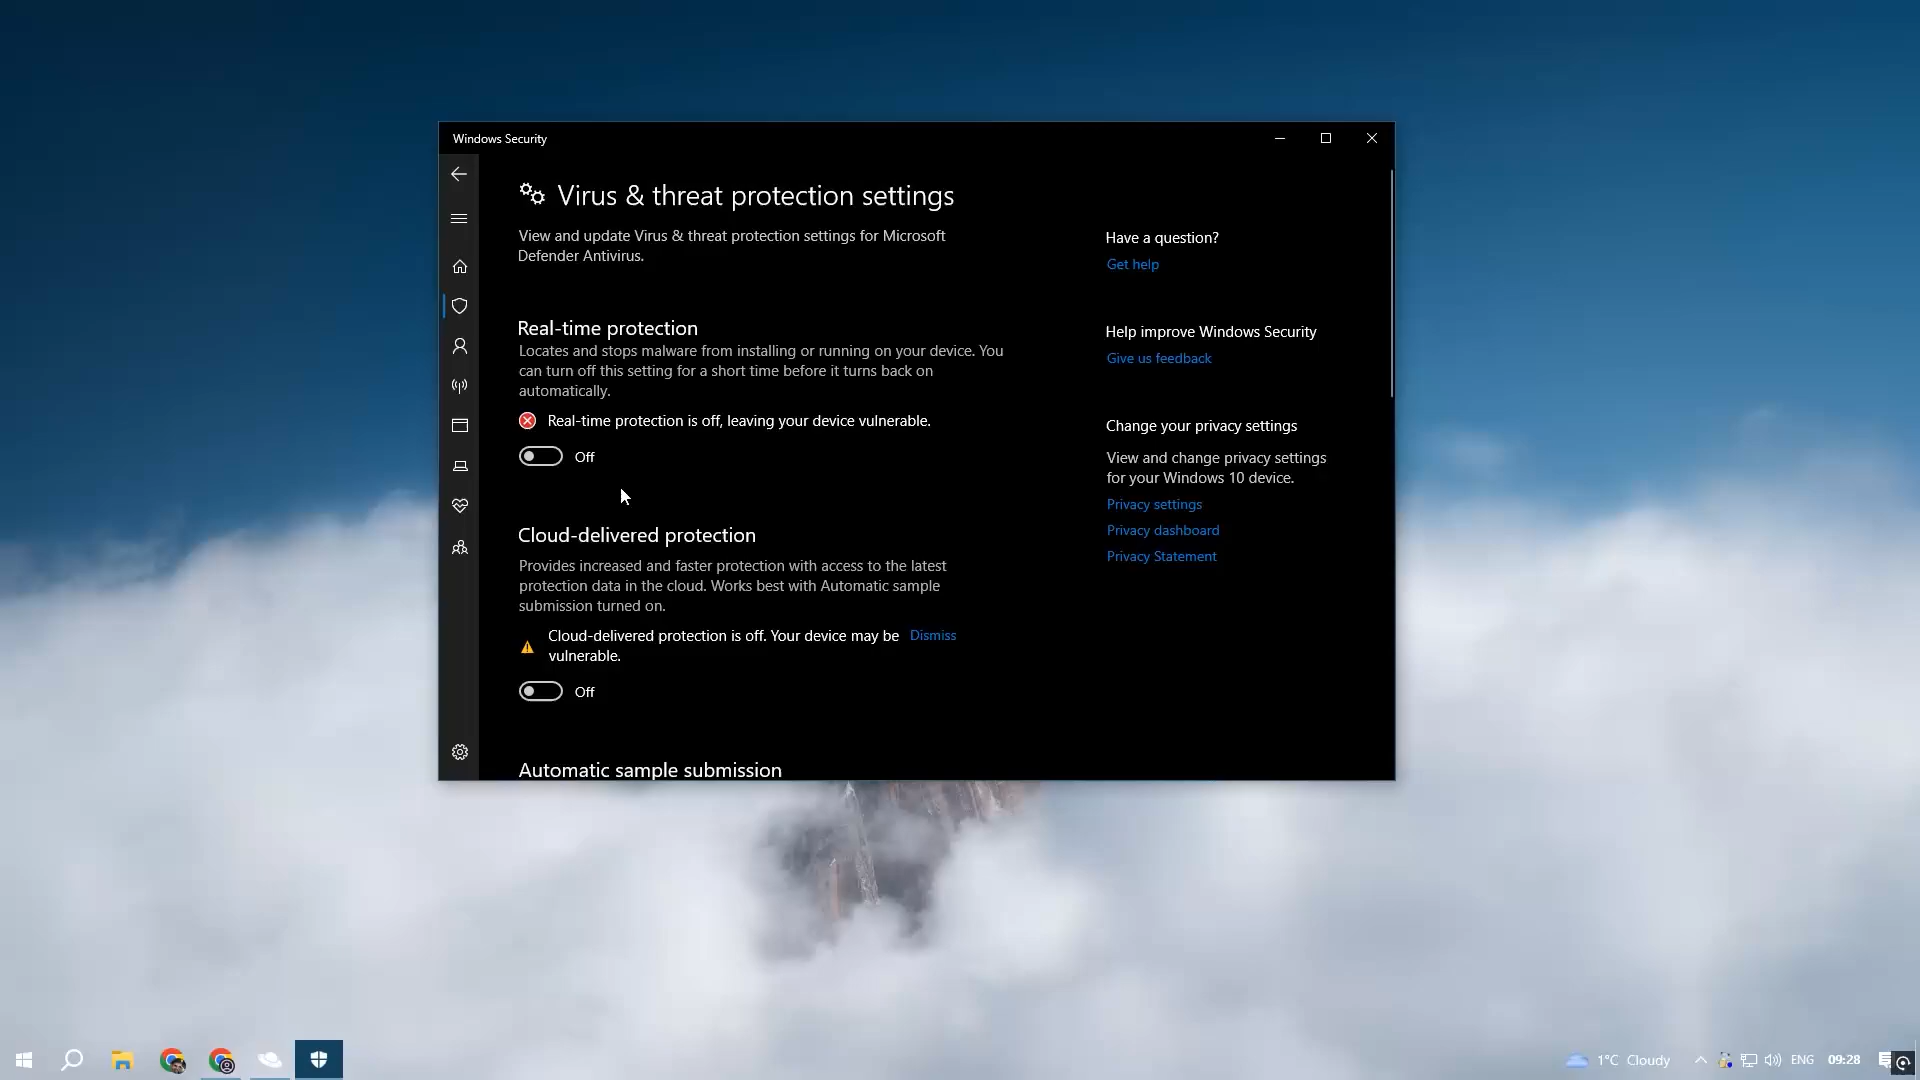 Windows Security
Virus & threat protection settings
View and update Virus & threat protection settings for Microsoft
Defender Antivirus.
Real-time protection
Locates and stops malware from installing or running on your device. You
can turn off this setting for a short time before it turns back on
automatically.
Real-time protection is off, leaving your device vulnerable.
Off
Cloud-delivered protection
Provides increased and faster protection with access to the latest
protection data in the cloud. Works best with Automatic sample
submission turned on.
Cloud-delivered protection is off. Your device may be Dismiss
vulnerable.
Off
Automatic sample submission
Have a question?
Get help
Help improve Windows Security
Give us feedback
Change your privacy settings
View and change privacy settings
for your Windows 10 device.
Privacy settings
Privacy dashboard
Privacy Statement
1°C Cloudy ENG 09:28